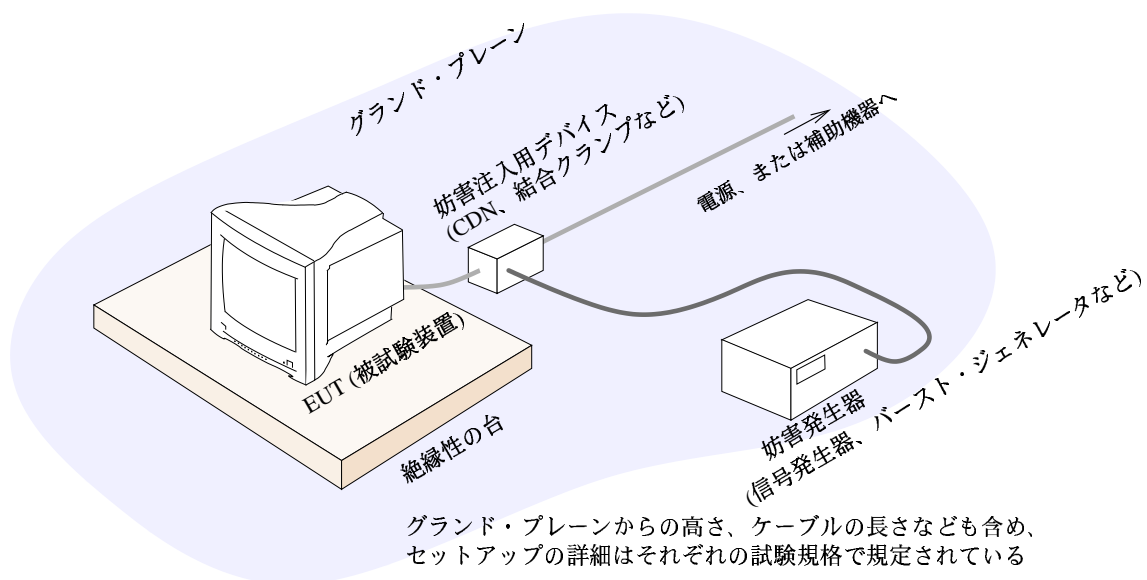 グランド・プレーン
妨害注入用デバイス
(CDN、結合クランプなど)
電源、または補助機器へ
EUT (被試験装置)
絶縁性の台
妨害発生器
(信号発生器、バースト・ジェネレータなど)
グランド・プレーンからの高さ、ケーブルの長さなども含め、
セットアップの詳細はそれぞれの試験規格で規定されている